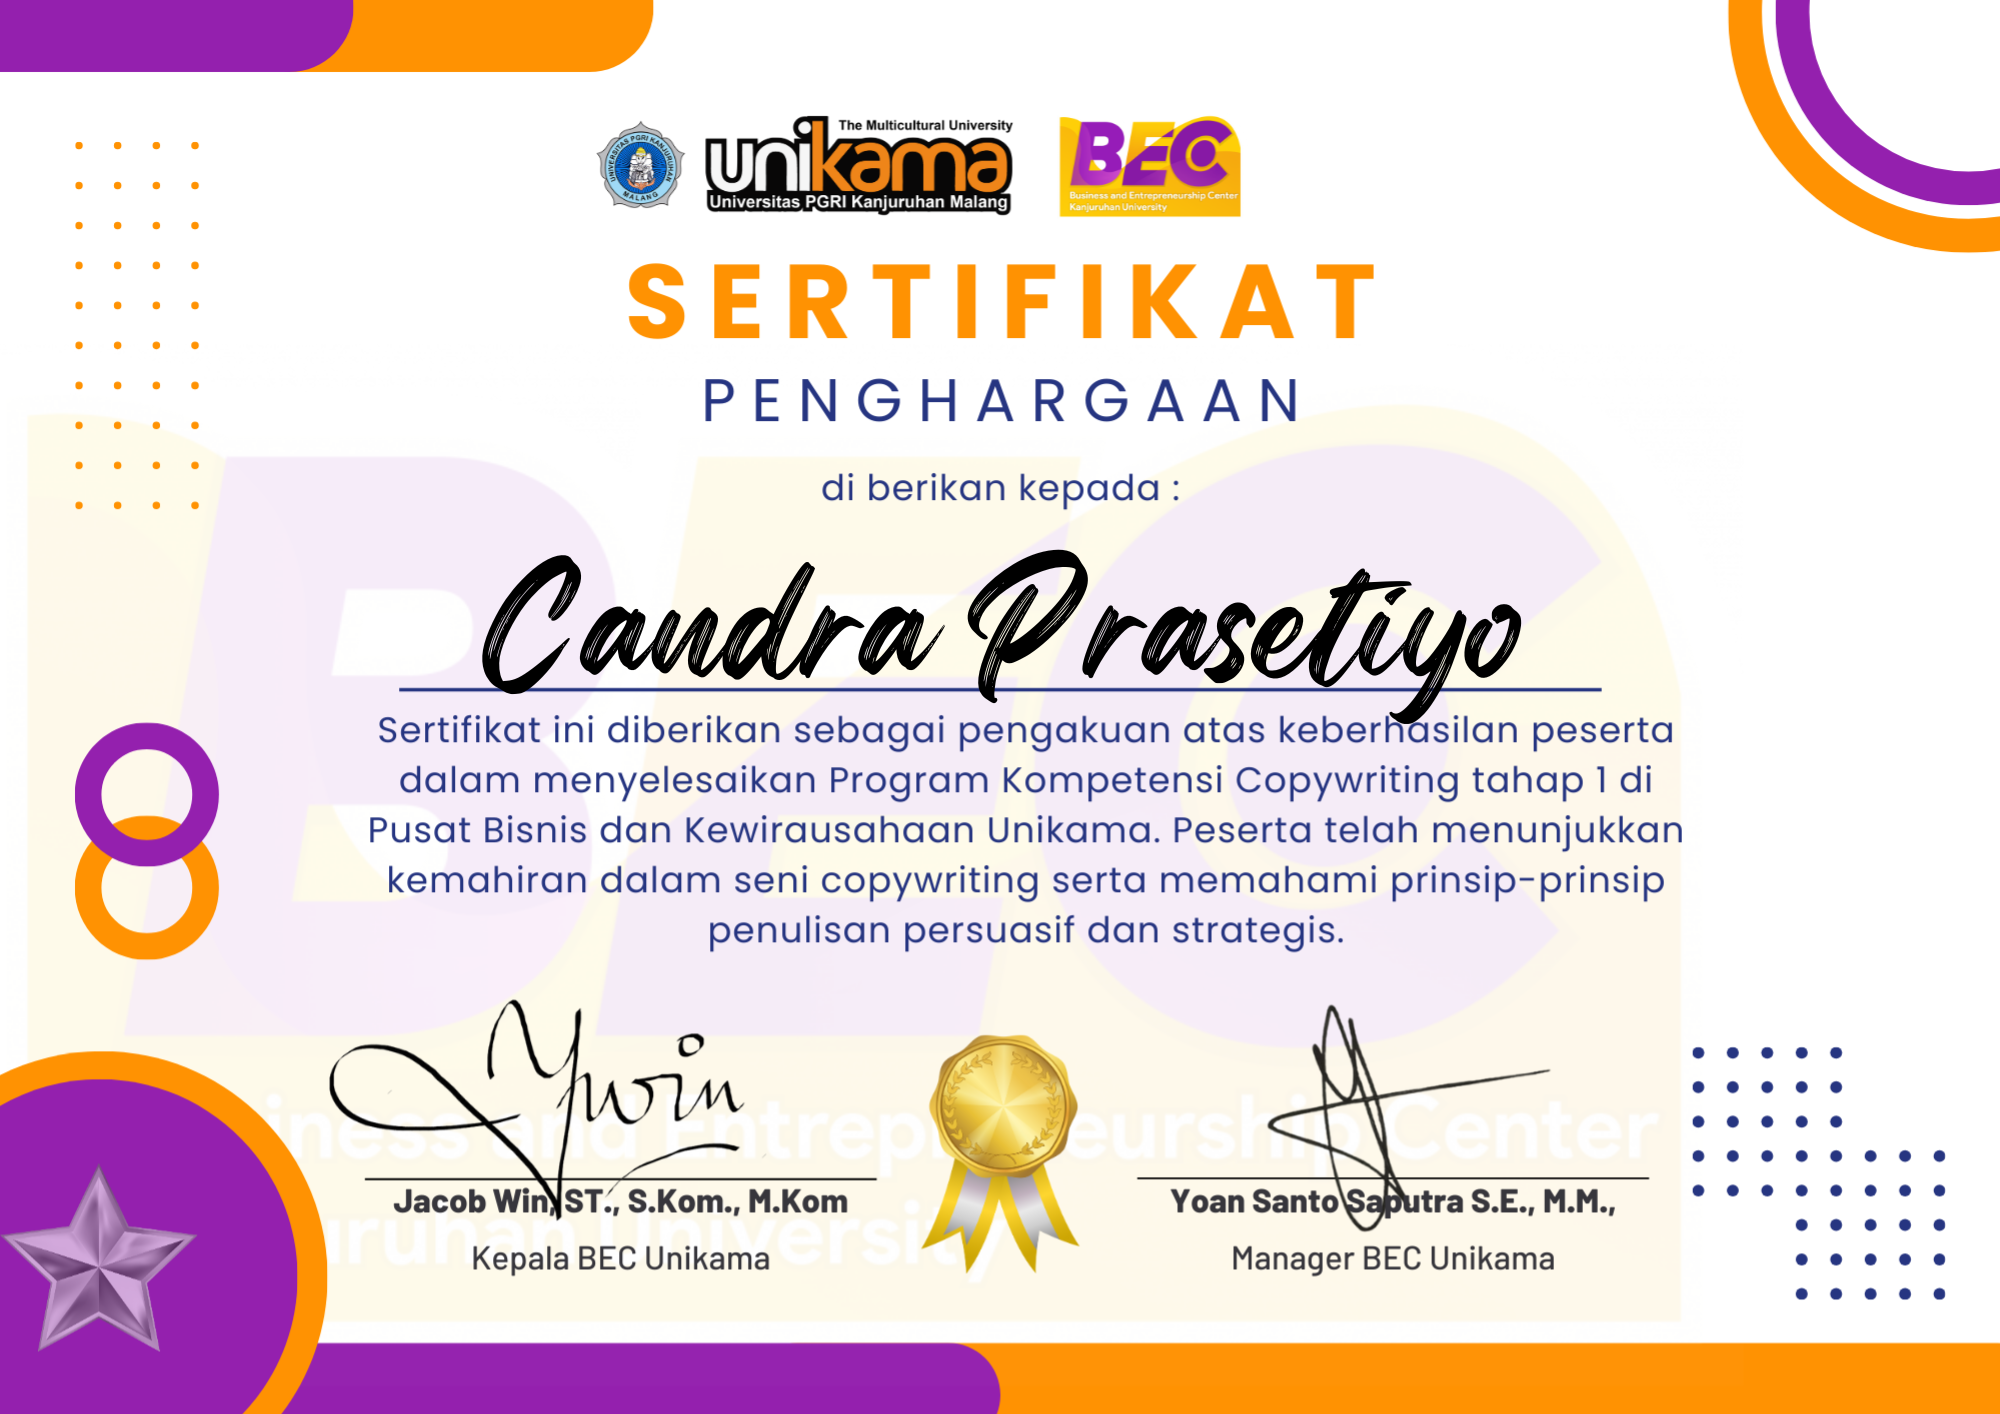 UNIVERSITAS PGRI KANJURUHAN
MALANG
The Multicultural University
unikama
Universitas PGRI Kanjuruhan Malang
BEC
Business and Entrepreneurship Center
Kanjuruhan University
SERTIFIKAT
PENGHARGAAN
di berikan kepada :
Candra Prasetiyo
Sertifikat ini diberikan sebagai pengakuan atas keberhasilan peserta
dalam menyelesaikan Program Kompetensi Copywriting tahap 1 di
Pusat Bisnis dan Kewirausahaan Unikama. Peserta telah menunjukkan
kemahiran dalam seni copywriting serta memahami prinsip-prinsip
penulisan persuasif dan strategis.
Jacob Win, ST., S.Kom., M.Kom
Kepala BEC Unikama
Yoan Santo Saputra S.E., M.M.,
Manager BEC Unikama